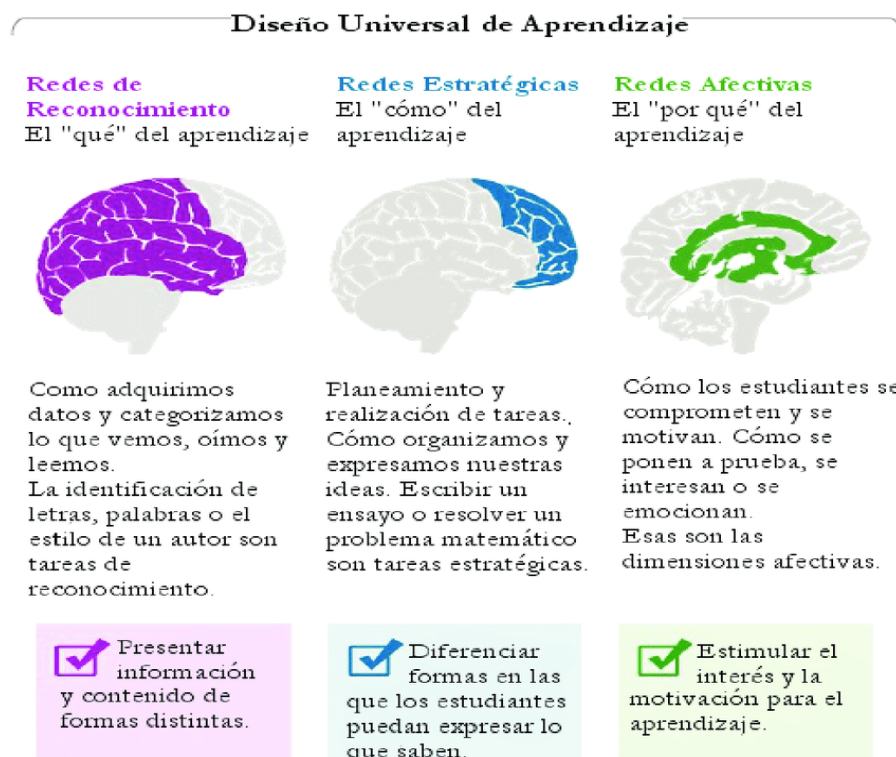 Diseño Universal de Aprendizaje
Redes de
Reconocimiento
El "qué" del aprendizaje
Como adquirimos
datos y categorizamos
lo que vemos, oímos y
leemos.
La identificación de
letras, palabras o el
estilo de un autor son
tareas de
reconocimiento.
Presentar
información
y contenido de
formas distintas.
Redes Estratégicas
El "cómo" del
aprendizaje
Planeamiento y
realización de tareas..
Cómo organizamos y
expresamos nuestras
ideas. Escribir un
ensayo o resolver un
problema matemático
son tareas estratégicas.
Diferenciar
formas en las
que los estudiantes
puedan expresar lo
que saben.
Redes Afectivas
El "por qué" del
aprendizaje
Cómo los estudiantes se
comprometen y se
motivan. Cómo se
ponen a prueba, se
interesan o se
emocionan.
Esas son las
dimensiones afectivas.
Estimular el
interés y la
motivación para el
aprendizaje.